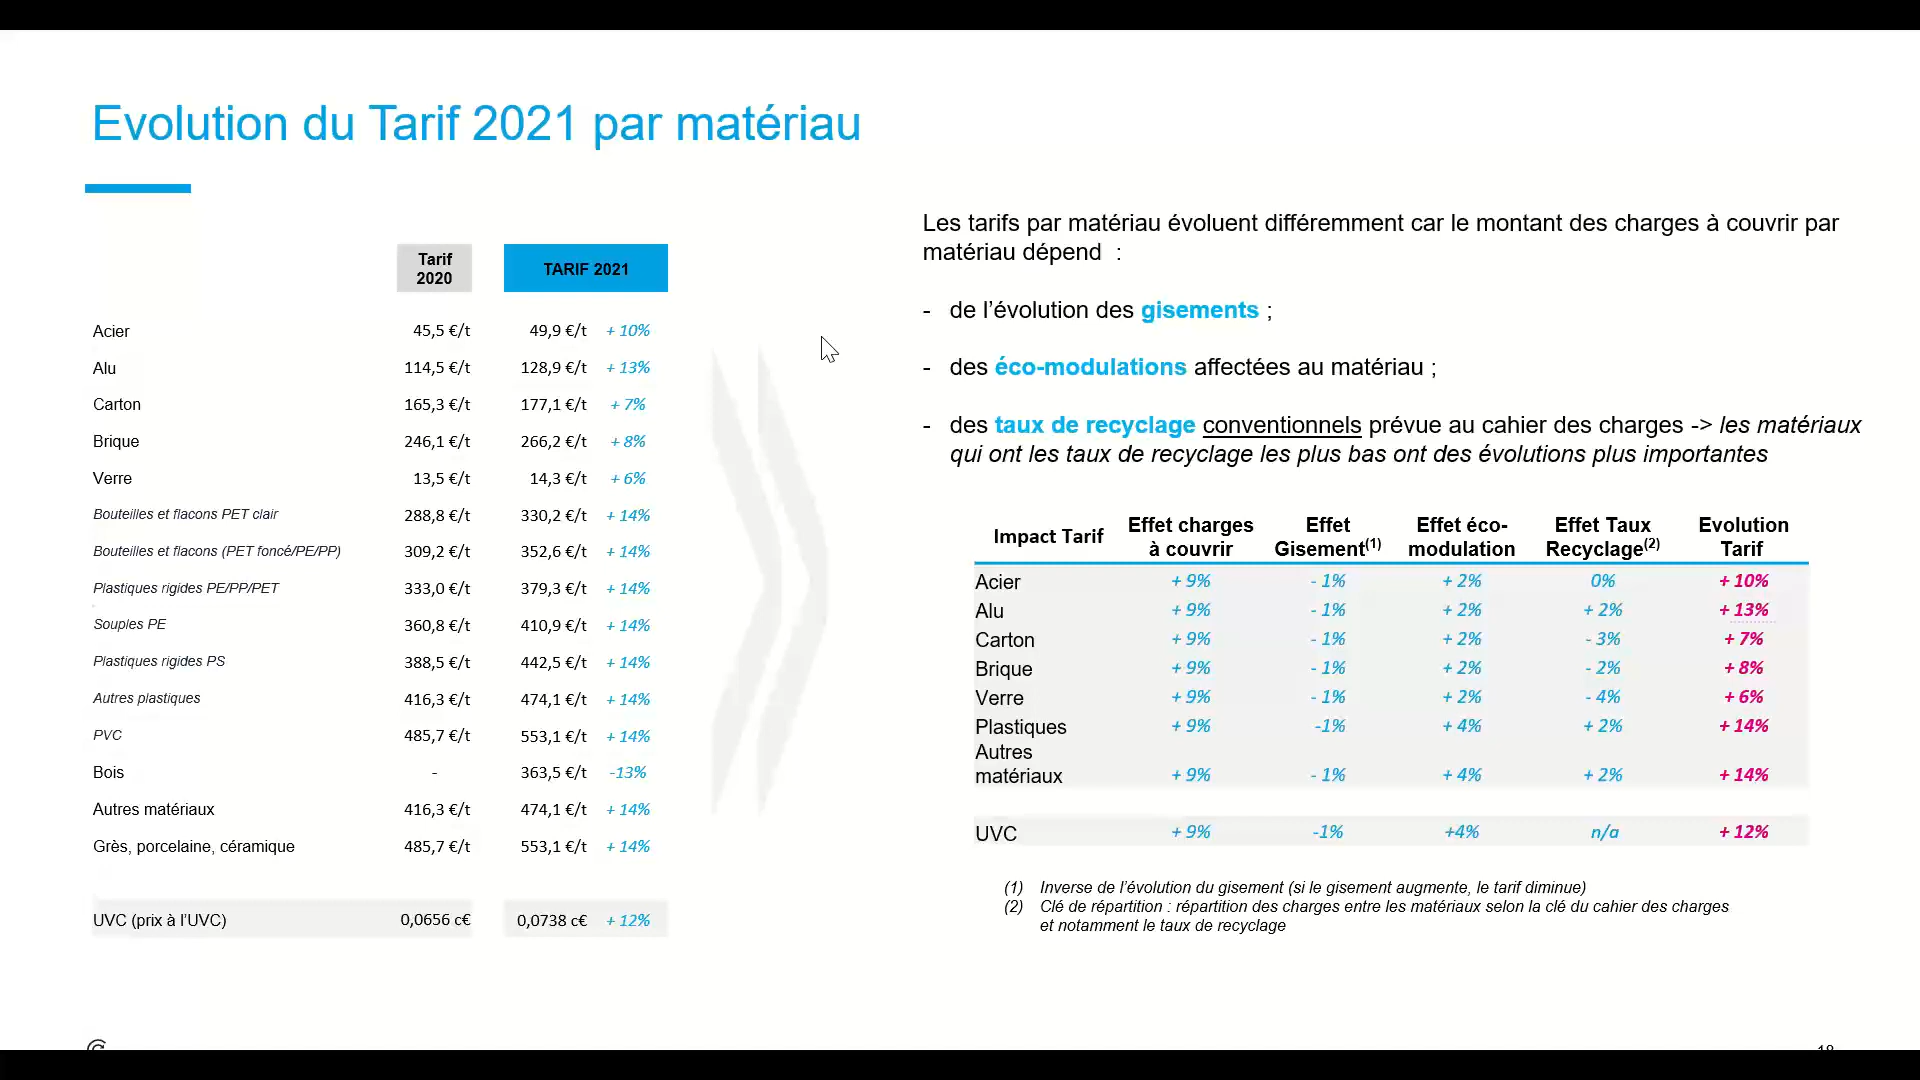 Evolution du Tarif 2021 par matériau
Tarif
2020
TARIF 2021
Acier 45,5 €/t 49,9 €/t + 10%
Alu 114,5 €/t 128,9 €/t + 13%
Carton 165,3 €/t 177,1 €/t + 7%
Brique 246,1 €/t 266,2 €/t + 8%
Verre 13,5 €/t 14,3 €/t + 6%
Bouteilles et flacons PET clair 288,8 €/t 330,2 €/t + 14%
Bouteilles et flacons (PET foncé/PE/PP) 309,2 €/t 352,6 €/t + 14%
Plastiques rigides PE/PP/PET 333,0 €/t 379,3 €/t + 14%
Souples PE 360,8 €/t 410,9 €/t + 14%
Plastiques rigides PS 388,5 €/t 442,5 €/t + 14%
Autres plastiques 416,3 €/t 474,1 €/t + 14%
PVC 485,7 €/t 553,1 €/t + 14%
Bois - 363,5 €/t -13%
Autres matériaux 416,3 €/t 474,1 €/t + 14%
Grès, porcelaine, céramique 485,7 €/t 553,1 €/t + 14%
UVC (prix à l’UVC) 0,0656 c€ 0,0738 c€ + 12%
Les tarifs par matériau évoluent différemment car le montant des charges à couvrir par
matériau dépend :
- de l’évolution des gisements ;
- des éco-modulations affectées au matériau ;
- des taux de recyclage conventionnels prévue au cahier des charges -> les matériaux
qui ont les taux de recyclage les plus bas ont des évolutions plus importantes
Impact Tarif Effet charges Effet Effet éco- Effet Taux Evolution
à couvrir Gisement(1) modulation Recyclage(2) Tarif
Acier + 9% - 1% + 2% 0% + 10%
Alu + 9% - 1% + 2% + 2% + 13%
Carton + 9% - 1% + 2% - 3% + 7%
Brique + 9% - 1% + 2% - 2% + 8%
Verre + 9% - 1% + 2% - 4% + 6%
Plastiques + 9% -1% + 4% + 2% + 14%
Autres
matériaux + 9% - 1% + 4% + 2% + 14%
UVC + 9% -1% +4% n/a + 12%
(1) Inverse de l’évolution du gisement (si le gisement augmente, le tarif diminue)
(2) Clé de répartition : répartition des charges entre les matériaux selon la clé du cahier des charges
et notamment le taux de recyclage